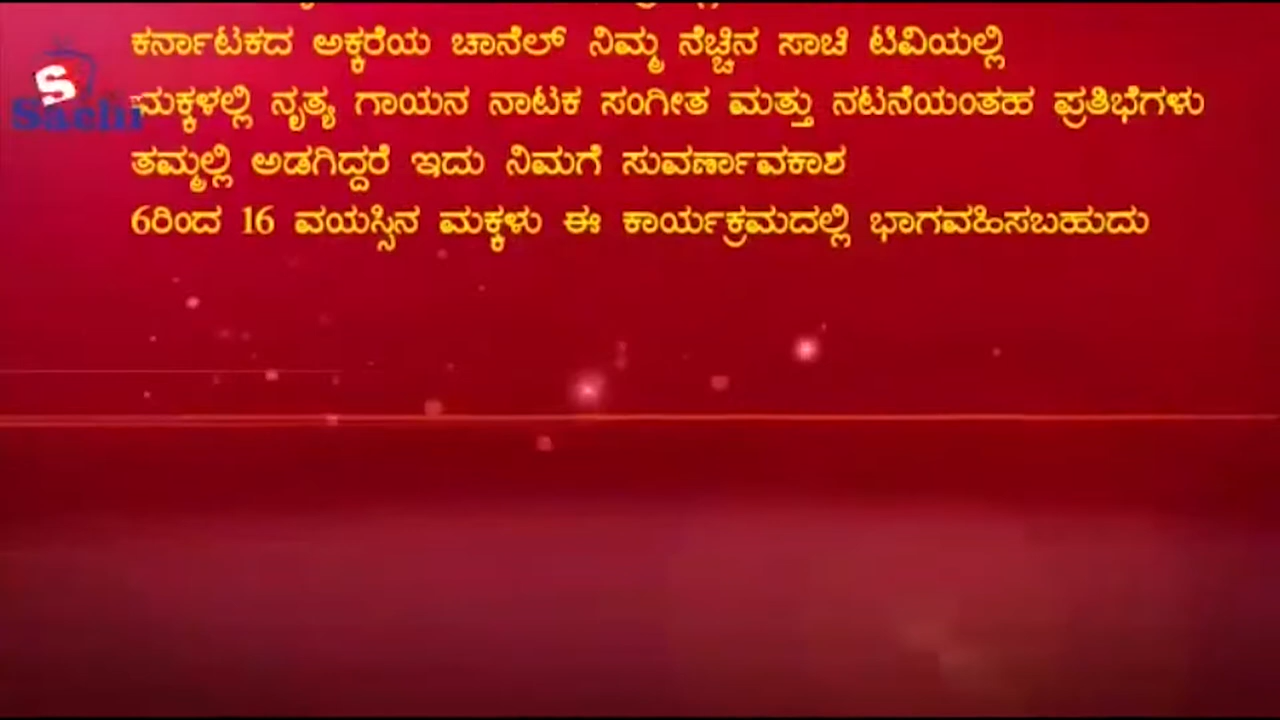 ಕರ್ನಾಟಕದ ಅಕ್ಕರೆಯ ಚಾನೆಲ್ ನಿಮ್ಮ ನೆಚ್ಚಿನ ಸಾಚಿ ಟಿವಿಯಲ್ಲಿ
ಮಕ್ಕಳಲ್ಲಿ ನೃತ್ಯ ಗಾಯನ ನಾಟಕ ಸಂಗೀತ ಮತ್ತು ನಟನೆಯಂತಹ ಪ್ರತಿಭೆಗಳು
ತಮ್ಮಲ್ಲಿ ಅಡಗಿದ್ದರೆ ಇದು ನಿಮಗೆ ಸುವರ್ಣಾವಕಾಶ
6ರಿಂದ 16 ವಯಸ್ಸಿನ ಮಕ್ಕಳು ಈ ಕಾರ್ಯಕ್ರಮದಲ್ಲಿ ಭಾಗವಹಿಸಬಹುದು
S
Sachi